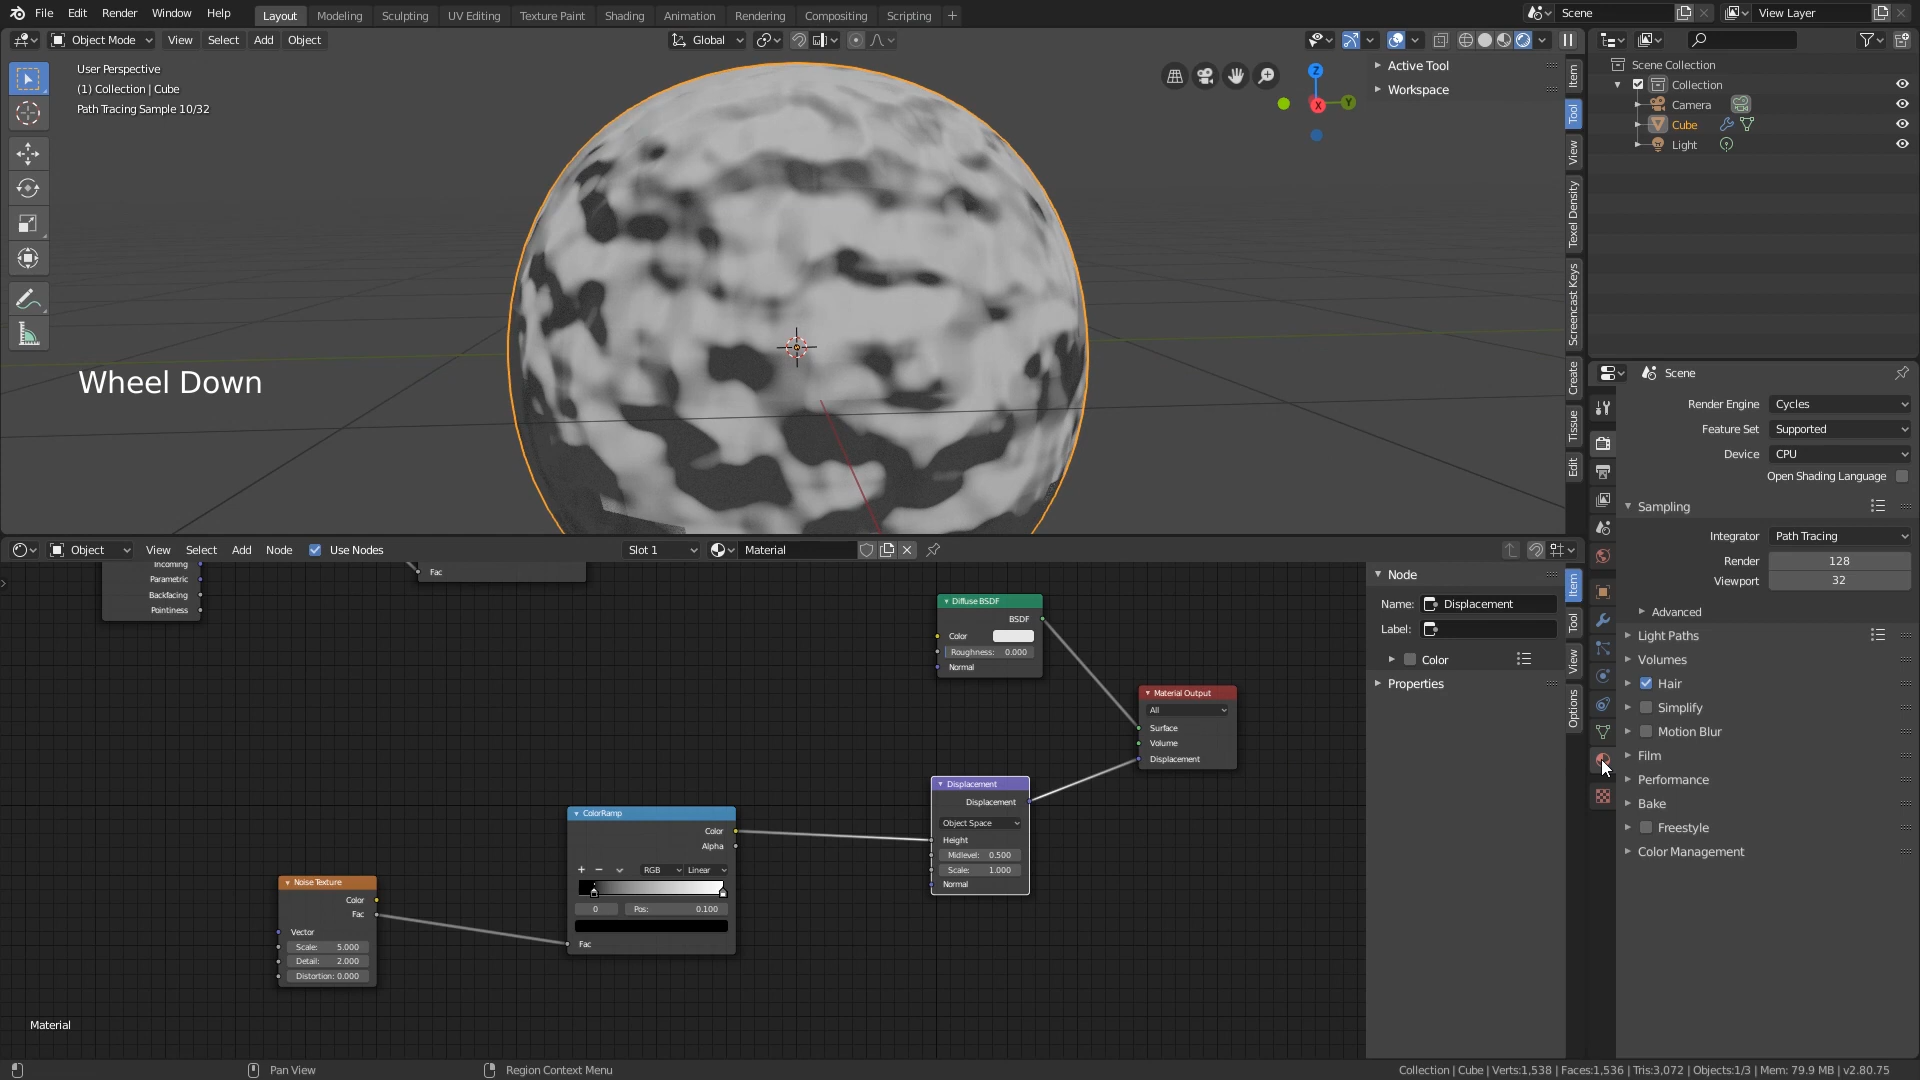 File Edit Render Window Help Layout Modeling Sculpting UV Editing Texture Paint Shading Animation Rendering Compositing Scripting + Scene View Layer
Object Mode View Select Add Object Global
User Perspective
(1) Collection | Cube
Path Tracing Sample 10/32
Wheel Down
X
Y
Z
Active Tool
Workspace
Item
Tool
View
Texel Density
Screencast Keys
Create
Tissue
Edit
Scene Collection
Collection
Camera
Cube
Light
Scene
Render Engine Cycles
Feature Set Supported
Device CPU
Open Shading Language
Sampling
Integrator Path Tracing
Render 128
Viewport 32
Advanced
Light Paths
Volumes
Hair
Simplify
Motion Blur
Film
Performance
Bake
Freestyle
Color Management
Object View Select Add Node Use Nodes Slot 1 Material
Incoming
Parametric
Backfacing
Pointiness
Fac
Diffuse BSDF
BSDF
Color
Roughness: 0.000
Normal
Material Output
All
Surface
Volume
Displacement
Displacement
Displacement
Object Space
Height
Midlevel: 0.500
Scale: 1.000
Normal
ColorRamp
Color
Alpha
RGB Linear
0 Pos: 0.100
Fac
Noise Texture
Color
Fac
Vector
Scale: 5.000
Detail: 2.000
Distortion: 0.000
Material
Node
Name: Displacement
Label:
Color
Properties
Item
Tool
View
Options
Pan View Region Context Menu Collection | Cube | Verts:1,538 | Faces:1,536 | Tris:3,072 | Objects:1/3 | Mem: 79.9 MB | v2.80.75